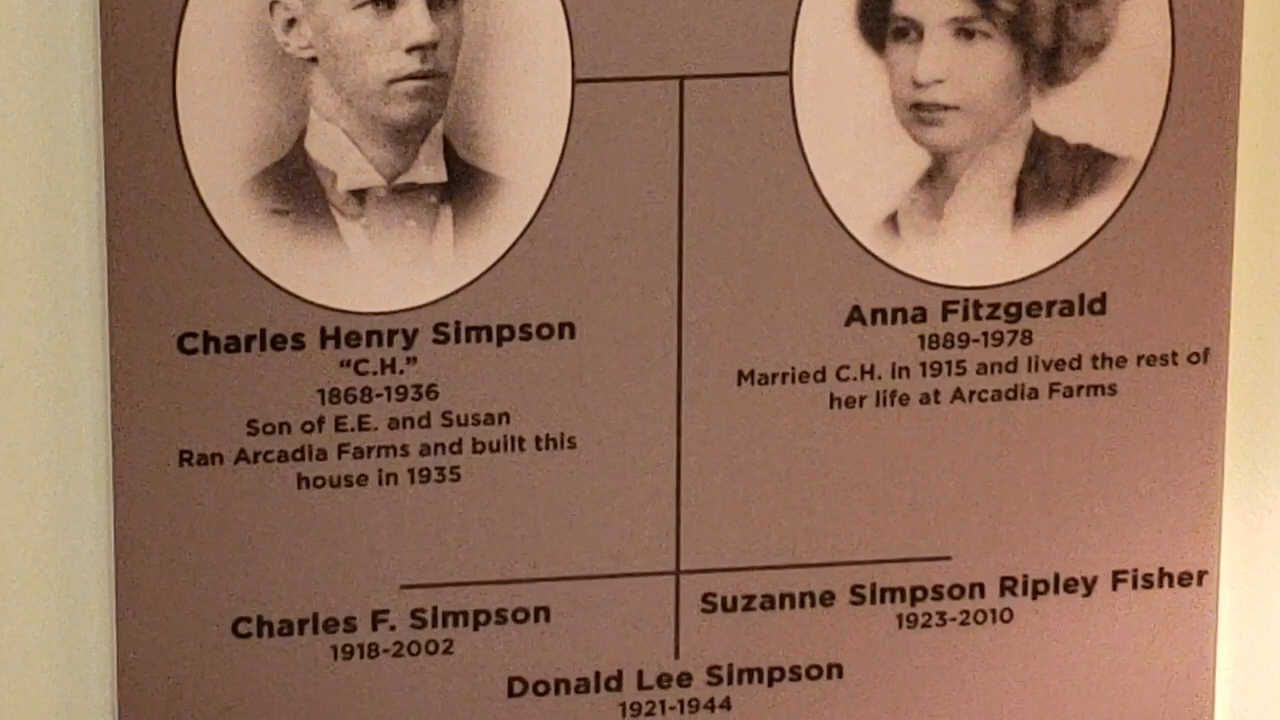 Charles Henry Simpson
"C.H."
1868-1936
Son of E.E. and Susan
Ran Arcadia Farms and built this
house in 1935
Anna Fitzgerald
1889-1978
Married C.H. in 1915 and lived the rest of
her life at Arcadia Farms
Charles F. Simpson
1918-2002
Suzanne Simpson Ripley Fisher
1923-2010
Donald Lee Simpson
1921-1944